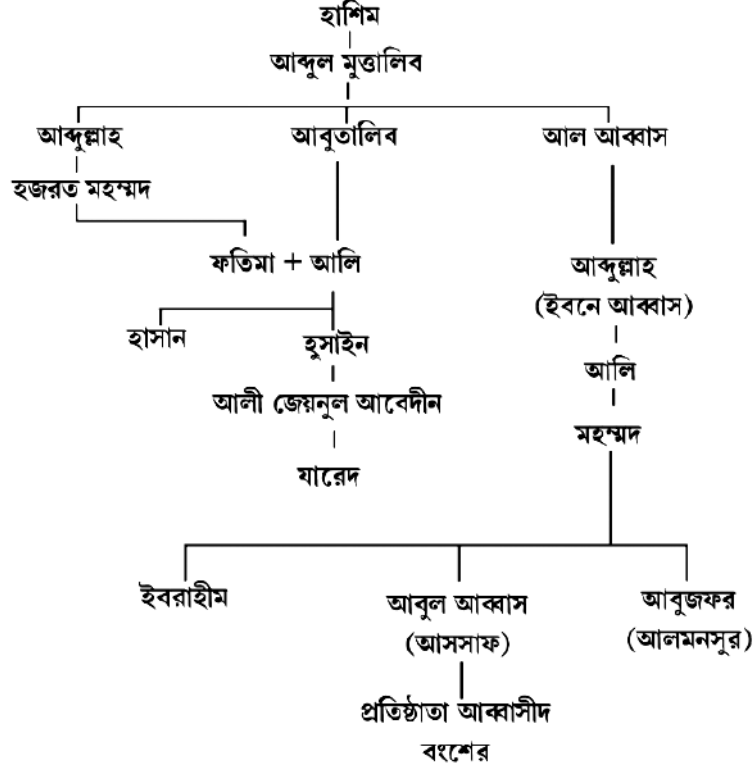 হাশিম
আব্দুল মুত্তালিব
আব্দুল্লাহ আবুতালিব আল আব্বাস
হজরত মহম্মদ
ফতিমা + আলি
আব্দুল্লাহ
(ইবনে আব্বাস)
হাসান হুসাইন
আলি
আলী জেয়নুল আবেদীন
মহম্মদ
যারেদ
ইবরাহীম আবুল আব্বাস আবুজফর
(আসসাফ) (আলমনসুর)
প্রতিষ্ঠাতা আব্বাসীদ
বংশের